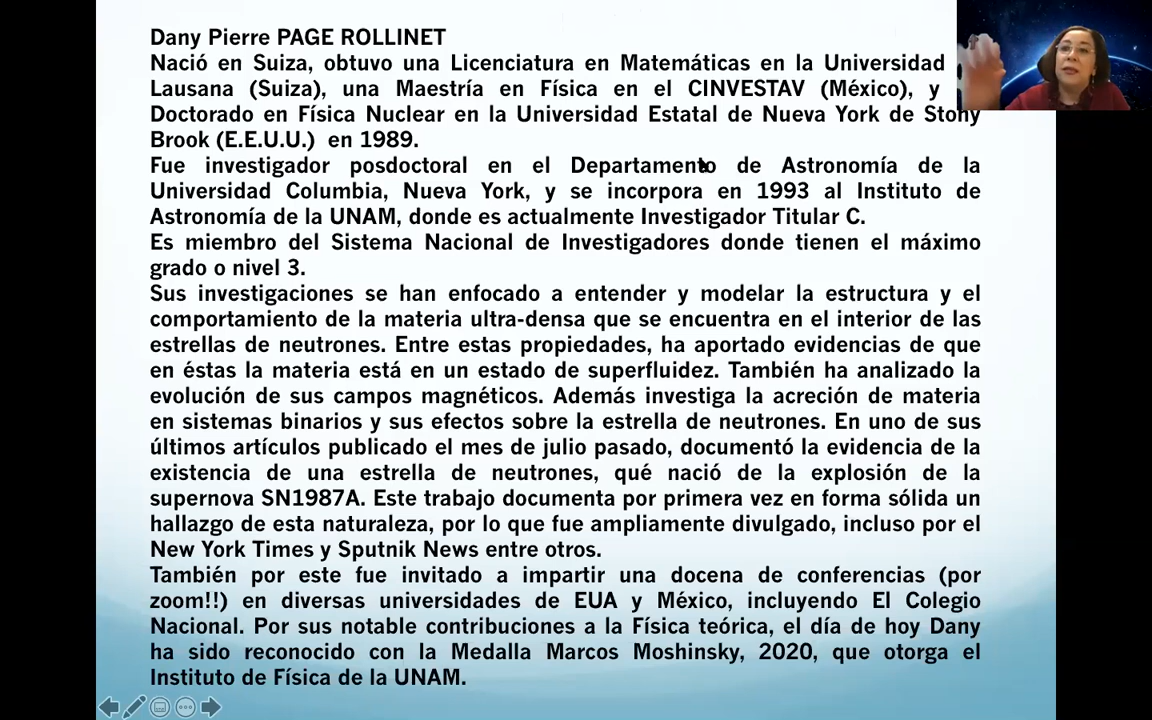 Dany Pierre PAGE ROLLINET
Nació en Suiza, obtuvo una Licenciatura en Matemáticas en la Universidad
Lausana (Suiza), una Maestría en Física en el CINVESTAV (México), y
Doctorado en Física Nuclear en la Universidad Estatal de Nueva York de Stony
Brook (E.E.U.U.) en 1989.
Fue investigador posdoctoral en el Departamento de Astronomía de la
Universidad Columbia, Nueva York, y se incorpora en 1993 al Instituto de
Astronomía de la UNAM, donde es actualmente Investigador Titular C.
Es miembro del Sistema Nacional de Investigadores donde tienen el máximo
grado o nivel 3.
Sus investigaciones se han enfocado a entender y modelar la estructura y el
comportamiento de la materia ultra-densa que se encuentra en el interior de las
estrellas de neutrones. Entre estas propiedades, ha aportado evidencias de que
en éstas la materia está en un estado de superfluidez. También ha analizado la
evolución de sus campos magnéticos. Además investiga la acreción de materia
en sistemas binarios y sus efectos sobre la estrella de neutrones. En uno de sus
últimos artículos publicado el mes de julio pasado, documentó la evidencia de la
existencia de una estrella de neutrones, qué nació de la explosión de la
supernova SN1987A. Este trabajo documenta por primera vez en forma sólida un
hallazgo de esta naturaleza, por lo que fue ampliamente divulgado, incluso por el
New York Times y Sputnik News entre otros.
También por este fue invitado a impartir una docena de conferencias (por
zoom!!) en diversas universidades de EUA y México, incluyendo El Colegio
Nacional. Por sus notable contribuciones a la Física teórica, el día de hoy Dany
ha sido reconocido con la Medalla Marcos Moshinsky, 2020, que otorga el
Instituto de Física de la UNAM.